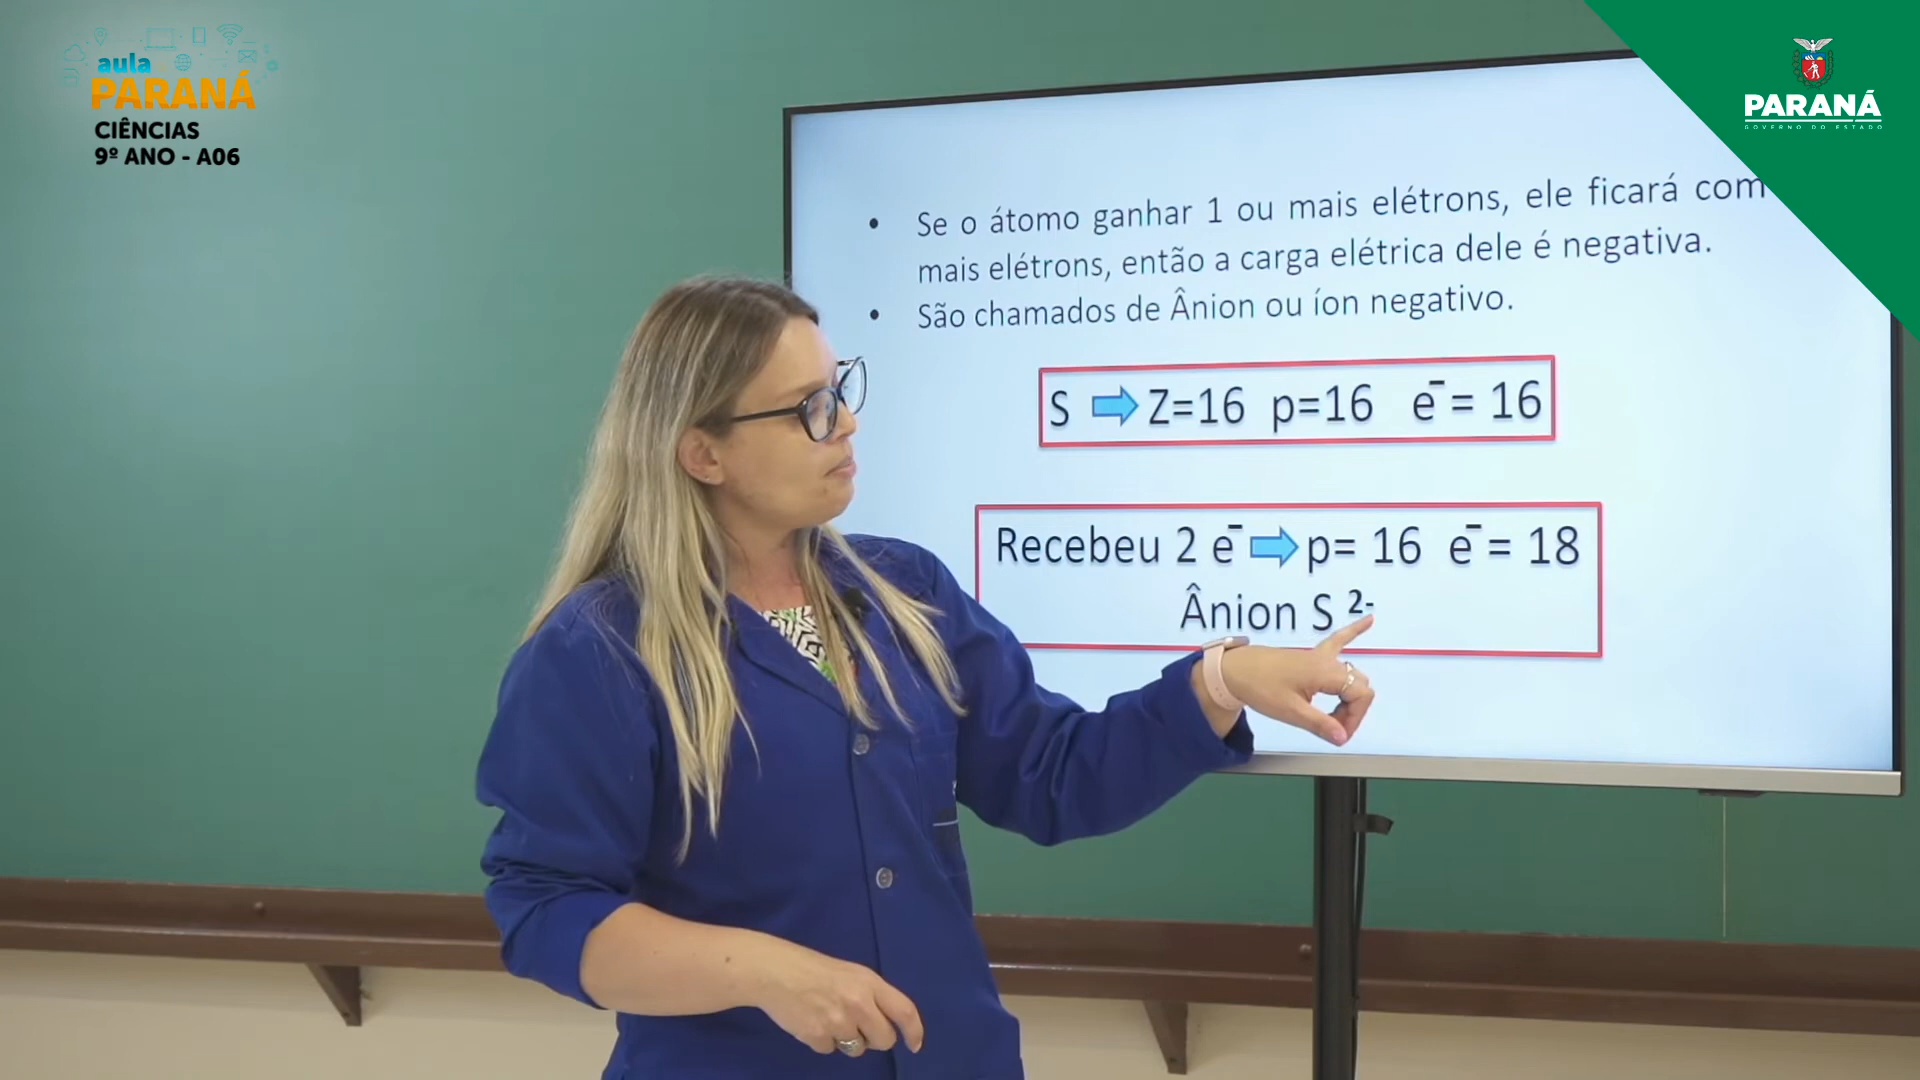 aula
PARANÁ
CIÊNCIAS
9º ANO - A06
PARANÁ
GOVERNO DO ESTADO
• Se o átomo ganhar 1 ou mais elétrons, ele ficará com
mais elétrons, então a carga elétrica dele é negativa.
• São chamados de Ânion ou íon negativo.
S ➡ Z=16 p=16 e⁻ = 16
Recebeu 2 e⁻ ➡ p= 16 e⁻ = 18
Ânion S ²⁻